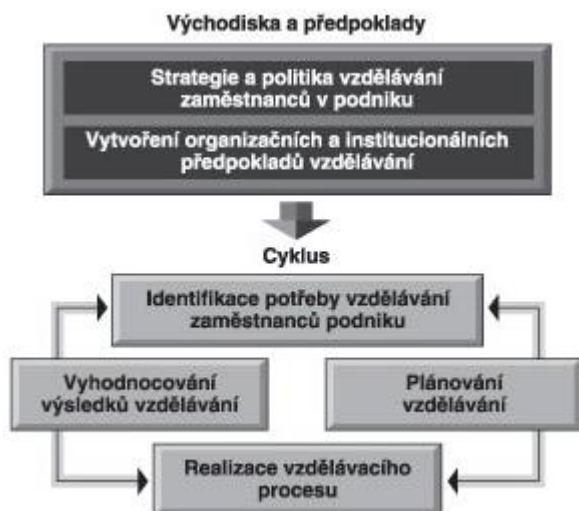 Východiska a předpoklady
Strategie a politika vzdělávání
zaměstnanců v podniku
Vytvoření organizačních a institucionálních
předpokladů vzdělávání
Cyklus
Identifikace potřeby vzdělávání
zaměstnanců podniku
Vyhodnocování
výsledků vzdělávání
Plánování
vzdělávání
Realizace vzdělávacího
procesu